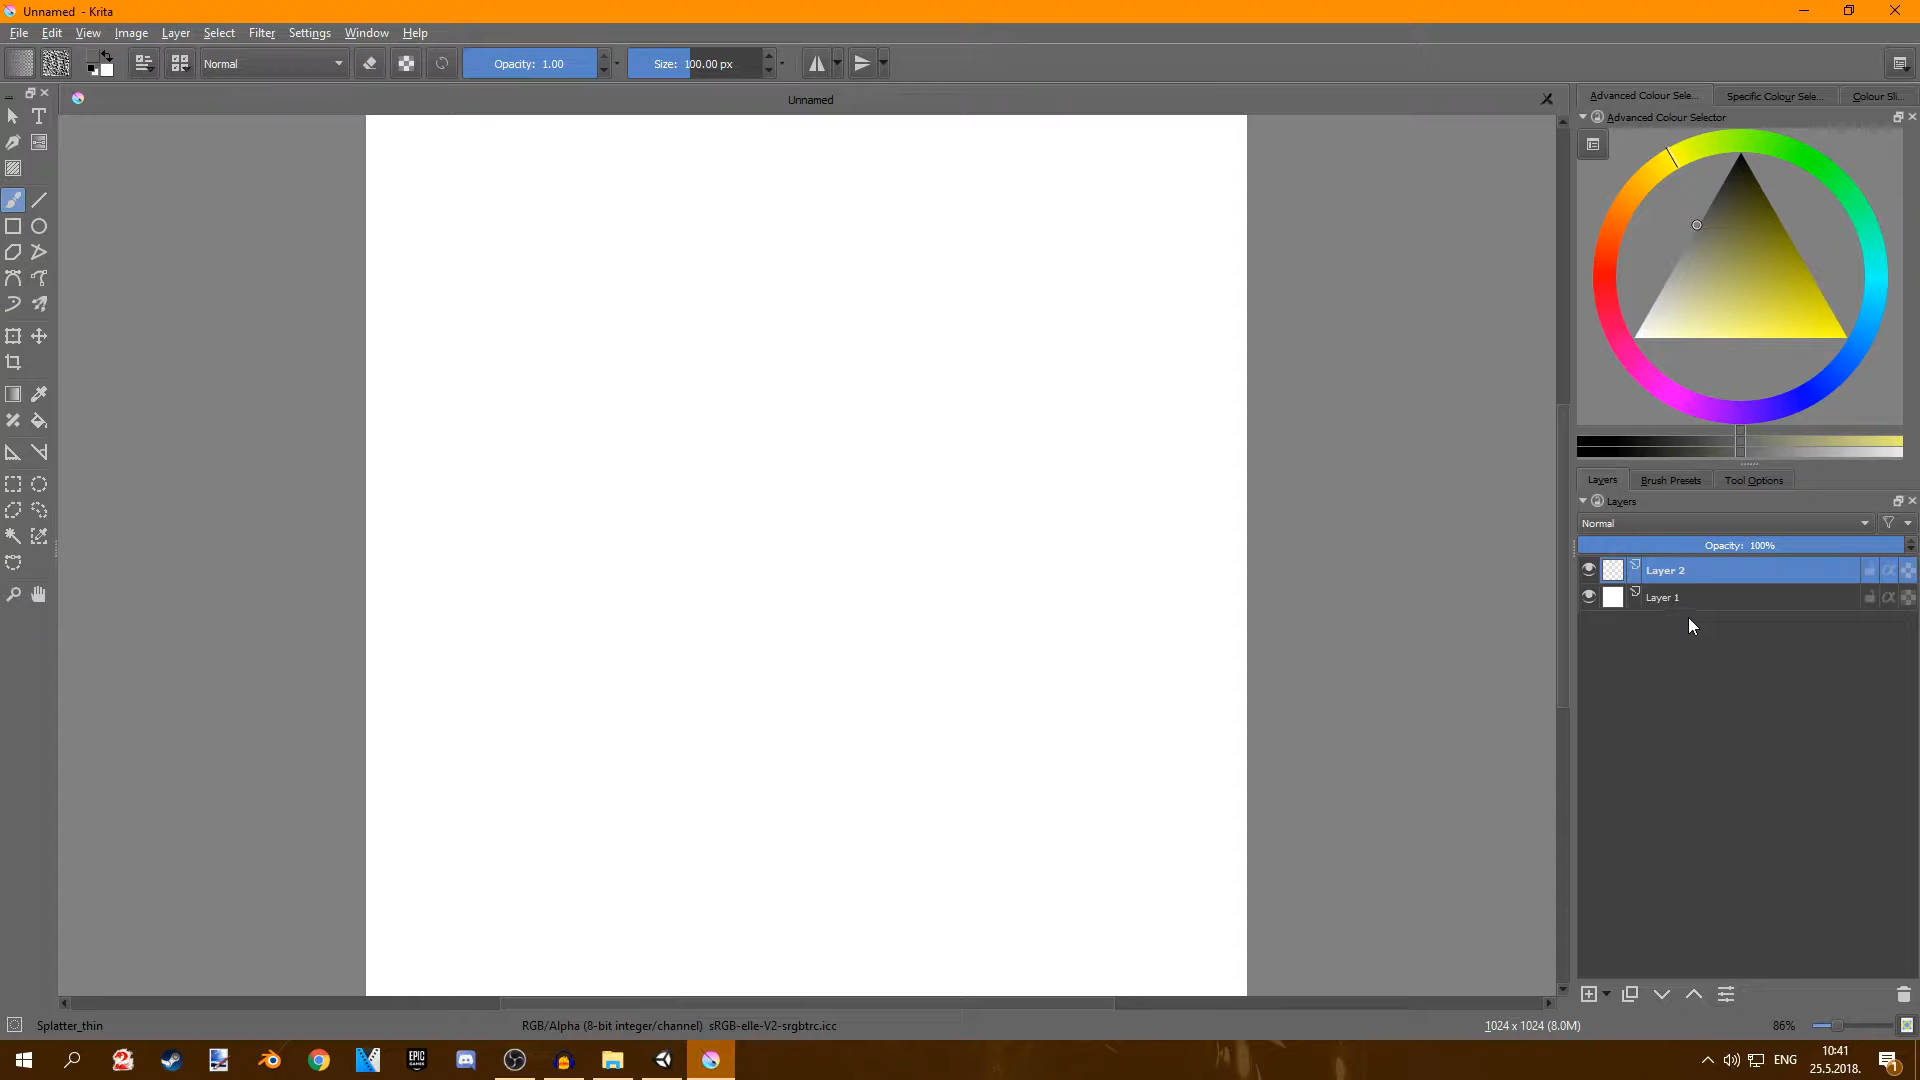 Unnamed - Krita
File Edit View Image Layer Select Filter Settings Window Help
Normal Opacity: 1.00 Size: 100.00 px
Unnamed
Advanced Colour Sele... Specific Colour Sele... Colour Sli...
Advanced Colour Selector
Layers Brush Presets Tool Options
Layers
Normal
Opacity: 100%
Layer 2
Layer 1
Splatter_thin RGB/Alpha (8-bit integer/channel) sRGB-elle-V2-srgbtrc.icc 1024 x 1024 (8.0M) 86%
EPIC GAMES
ENG
10:41
25.5.2018.
1